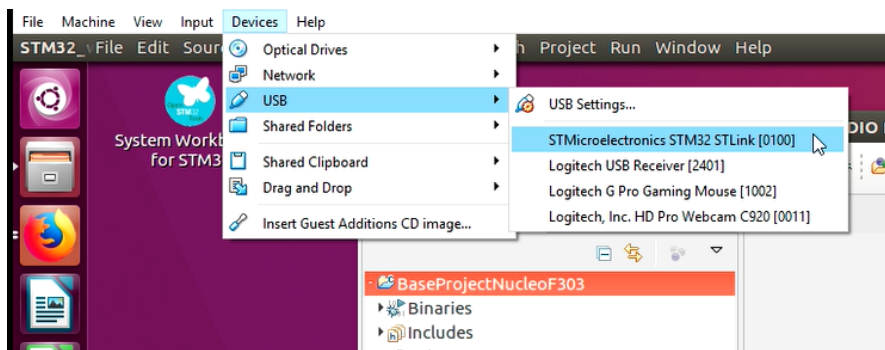 File Machine View Input Devices Help
STM32_ File Edit Sour h Project Run Window Help
Optical Drives
Network
USB
Shared Folders
Shared Clipboard
Drag and Drop
Insert Guest Additions CD image...
USB Settings...
STMicroelectronics STM32 STLink [0100]
Logitech USB Receiver [2401]
Logitech G Pro Gaming Mouse [1002]
Logitech, Inc. HD Pro Webcam C920 [0011]
System Workb
for STM3
DIO
BaseProjectNucleoF303
Binaries
Includes